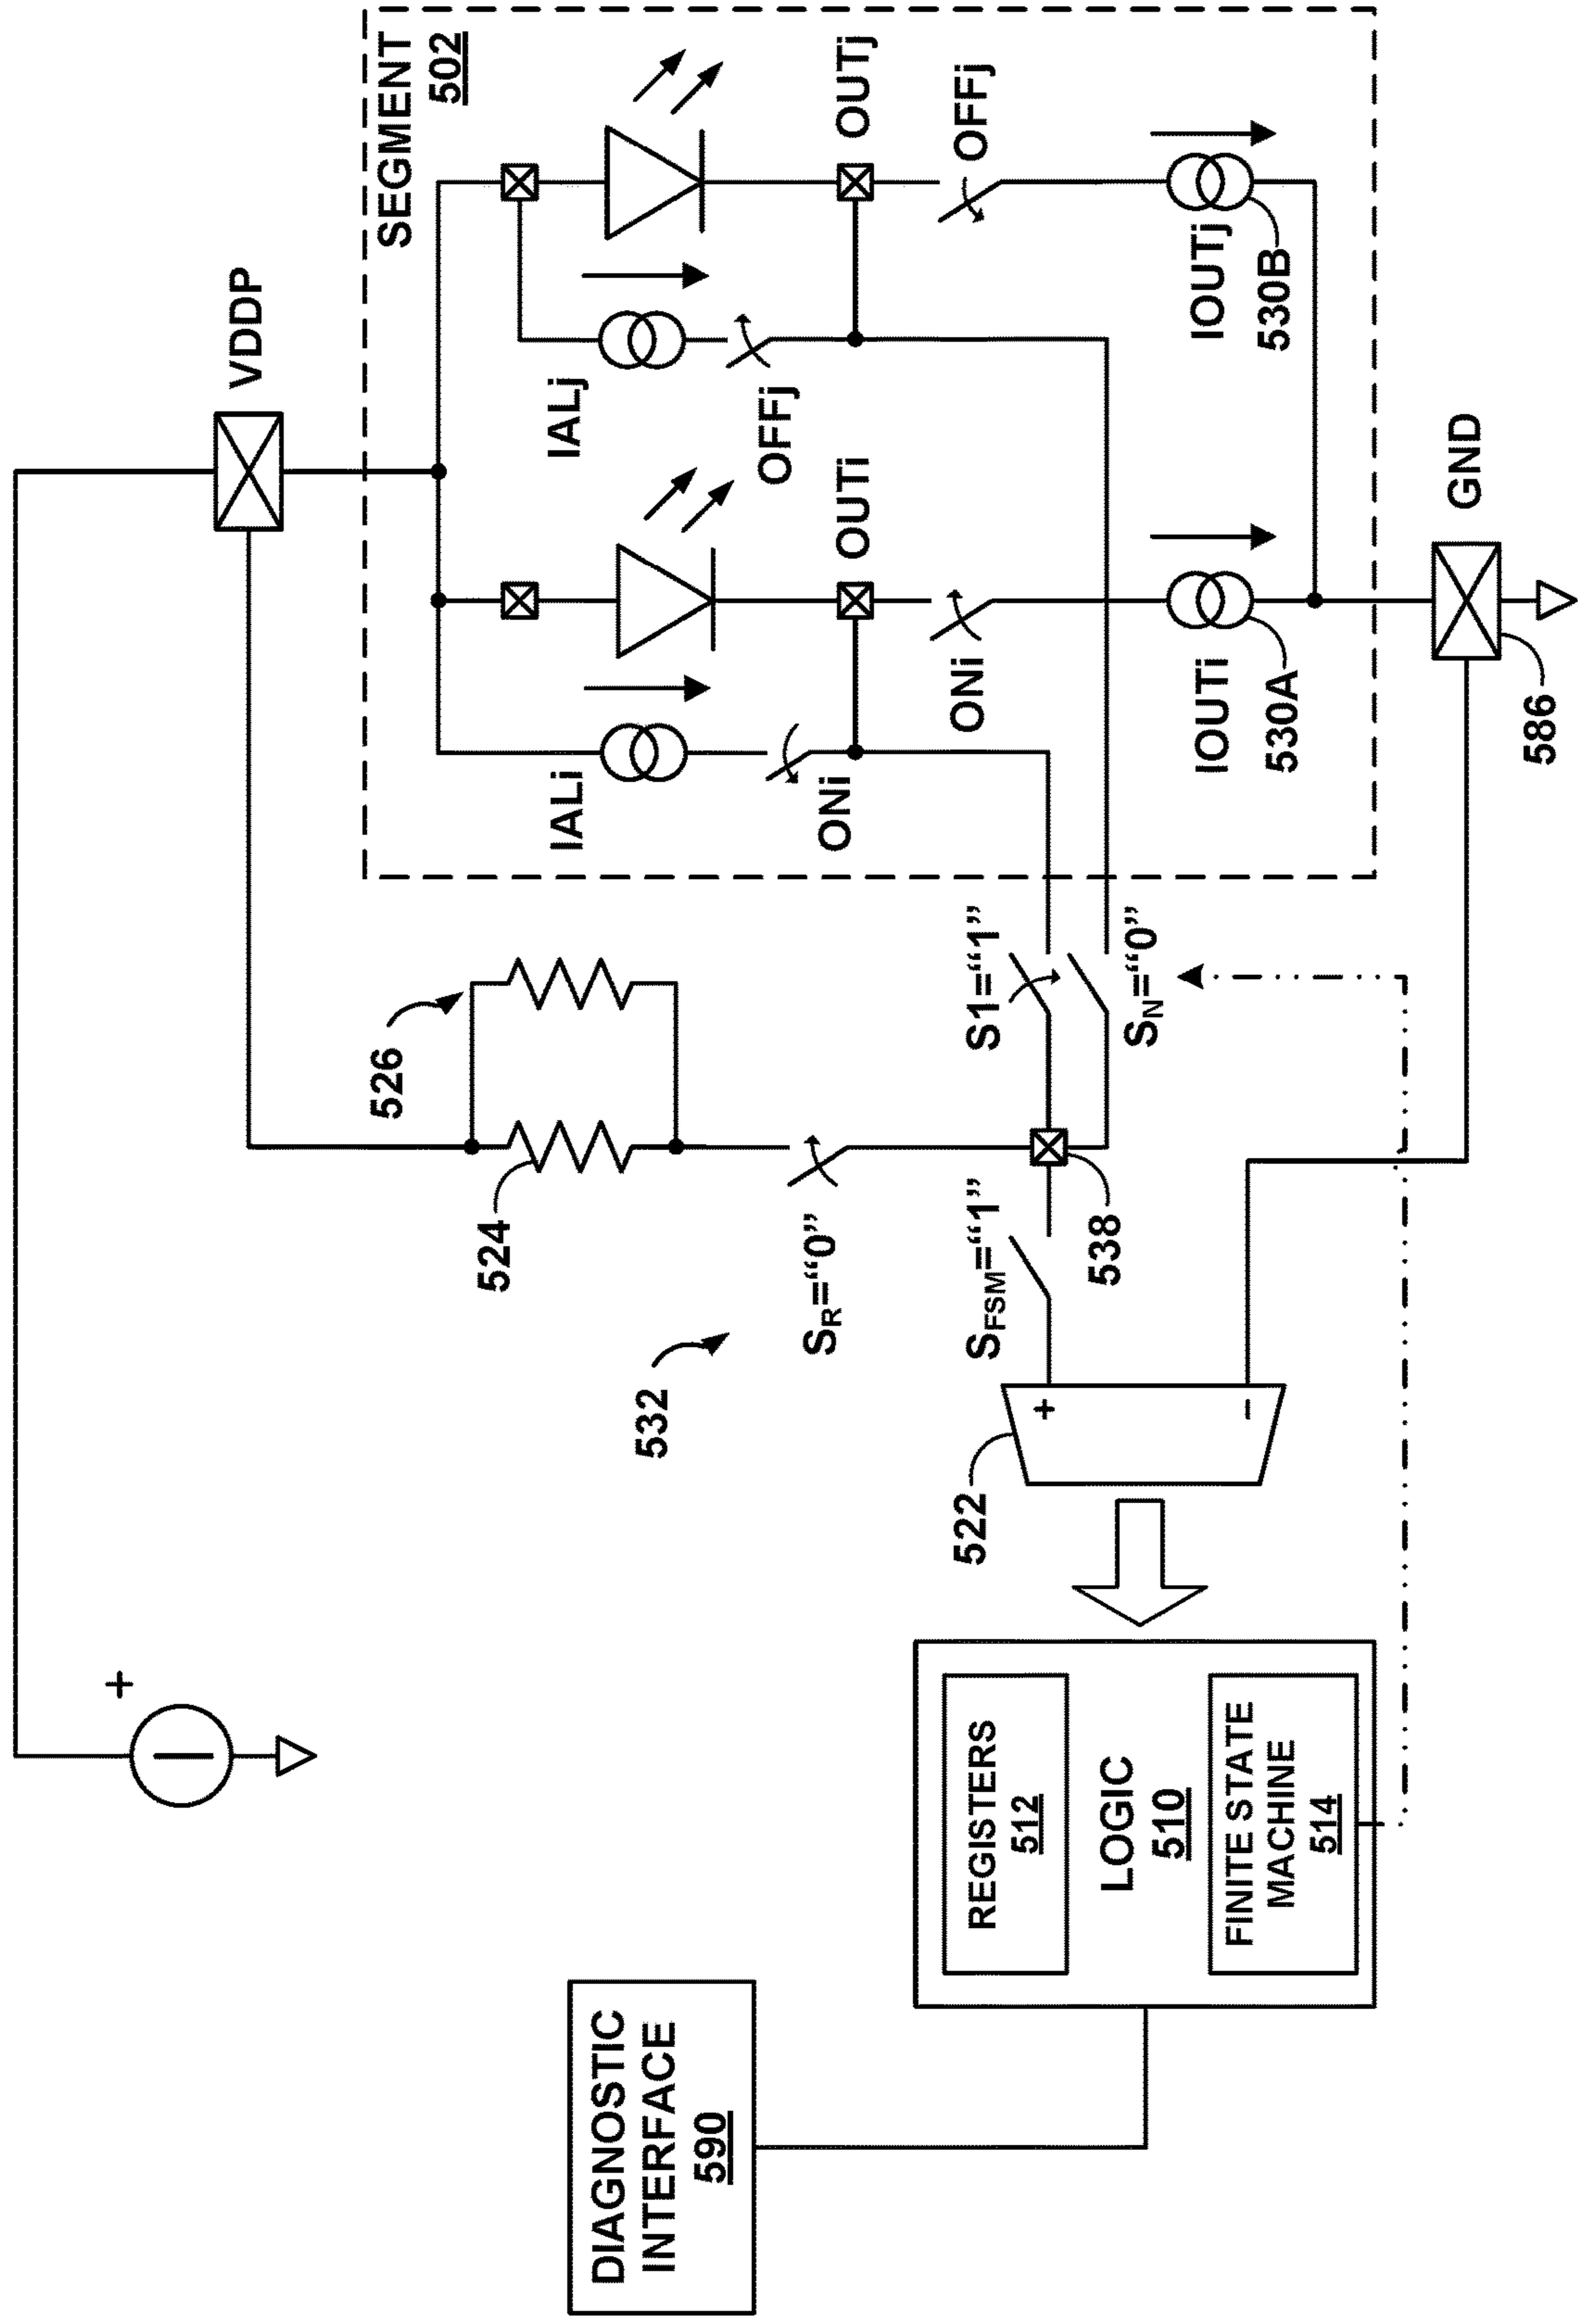 VDDP
SEGMENT
502
IALi
ONi
OUTi
ONi
IOUTi
530A
IALj
OFFj
OUTj
OFFj
IOUTj
530B
GND
586
526
524
532
SR=“0”
S1=“1”
SN=“0”
SFSM=“1”
538
522
+
–
+
DIAGNOSTIC
INTERFACE
590
REGISTERS
512
LOGIC
510
FINITE STATE
MACHINE
514